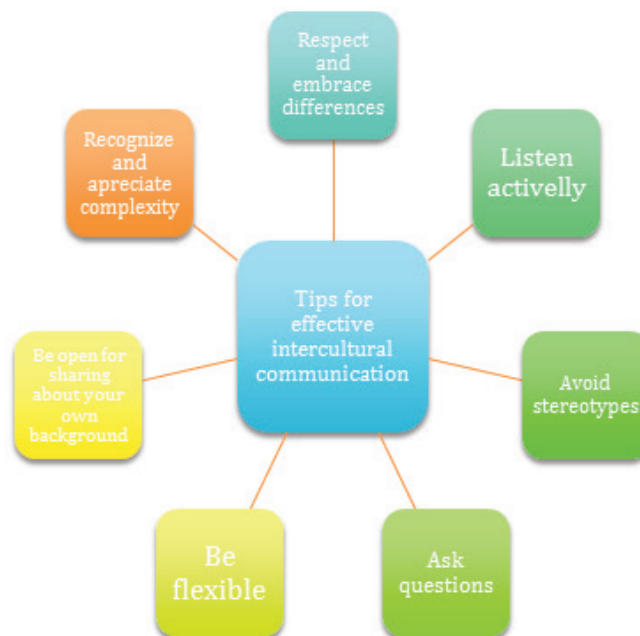 Respect
and
embrace
differences
Listen
activelly
Avoid
stereotypes
Ask
questions
Be
flexible
Be open for
sharing
about your
own
background
Recognize
and
apreciate
complexity
Tips for
effective
intercultural
communication